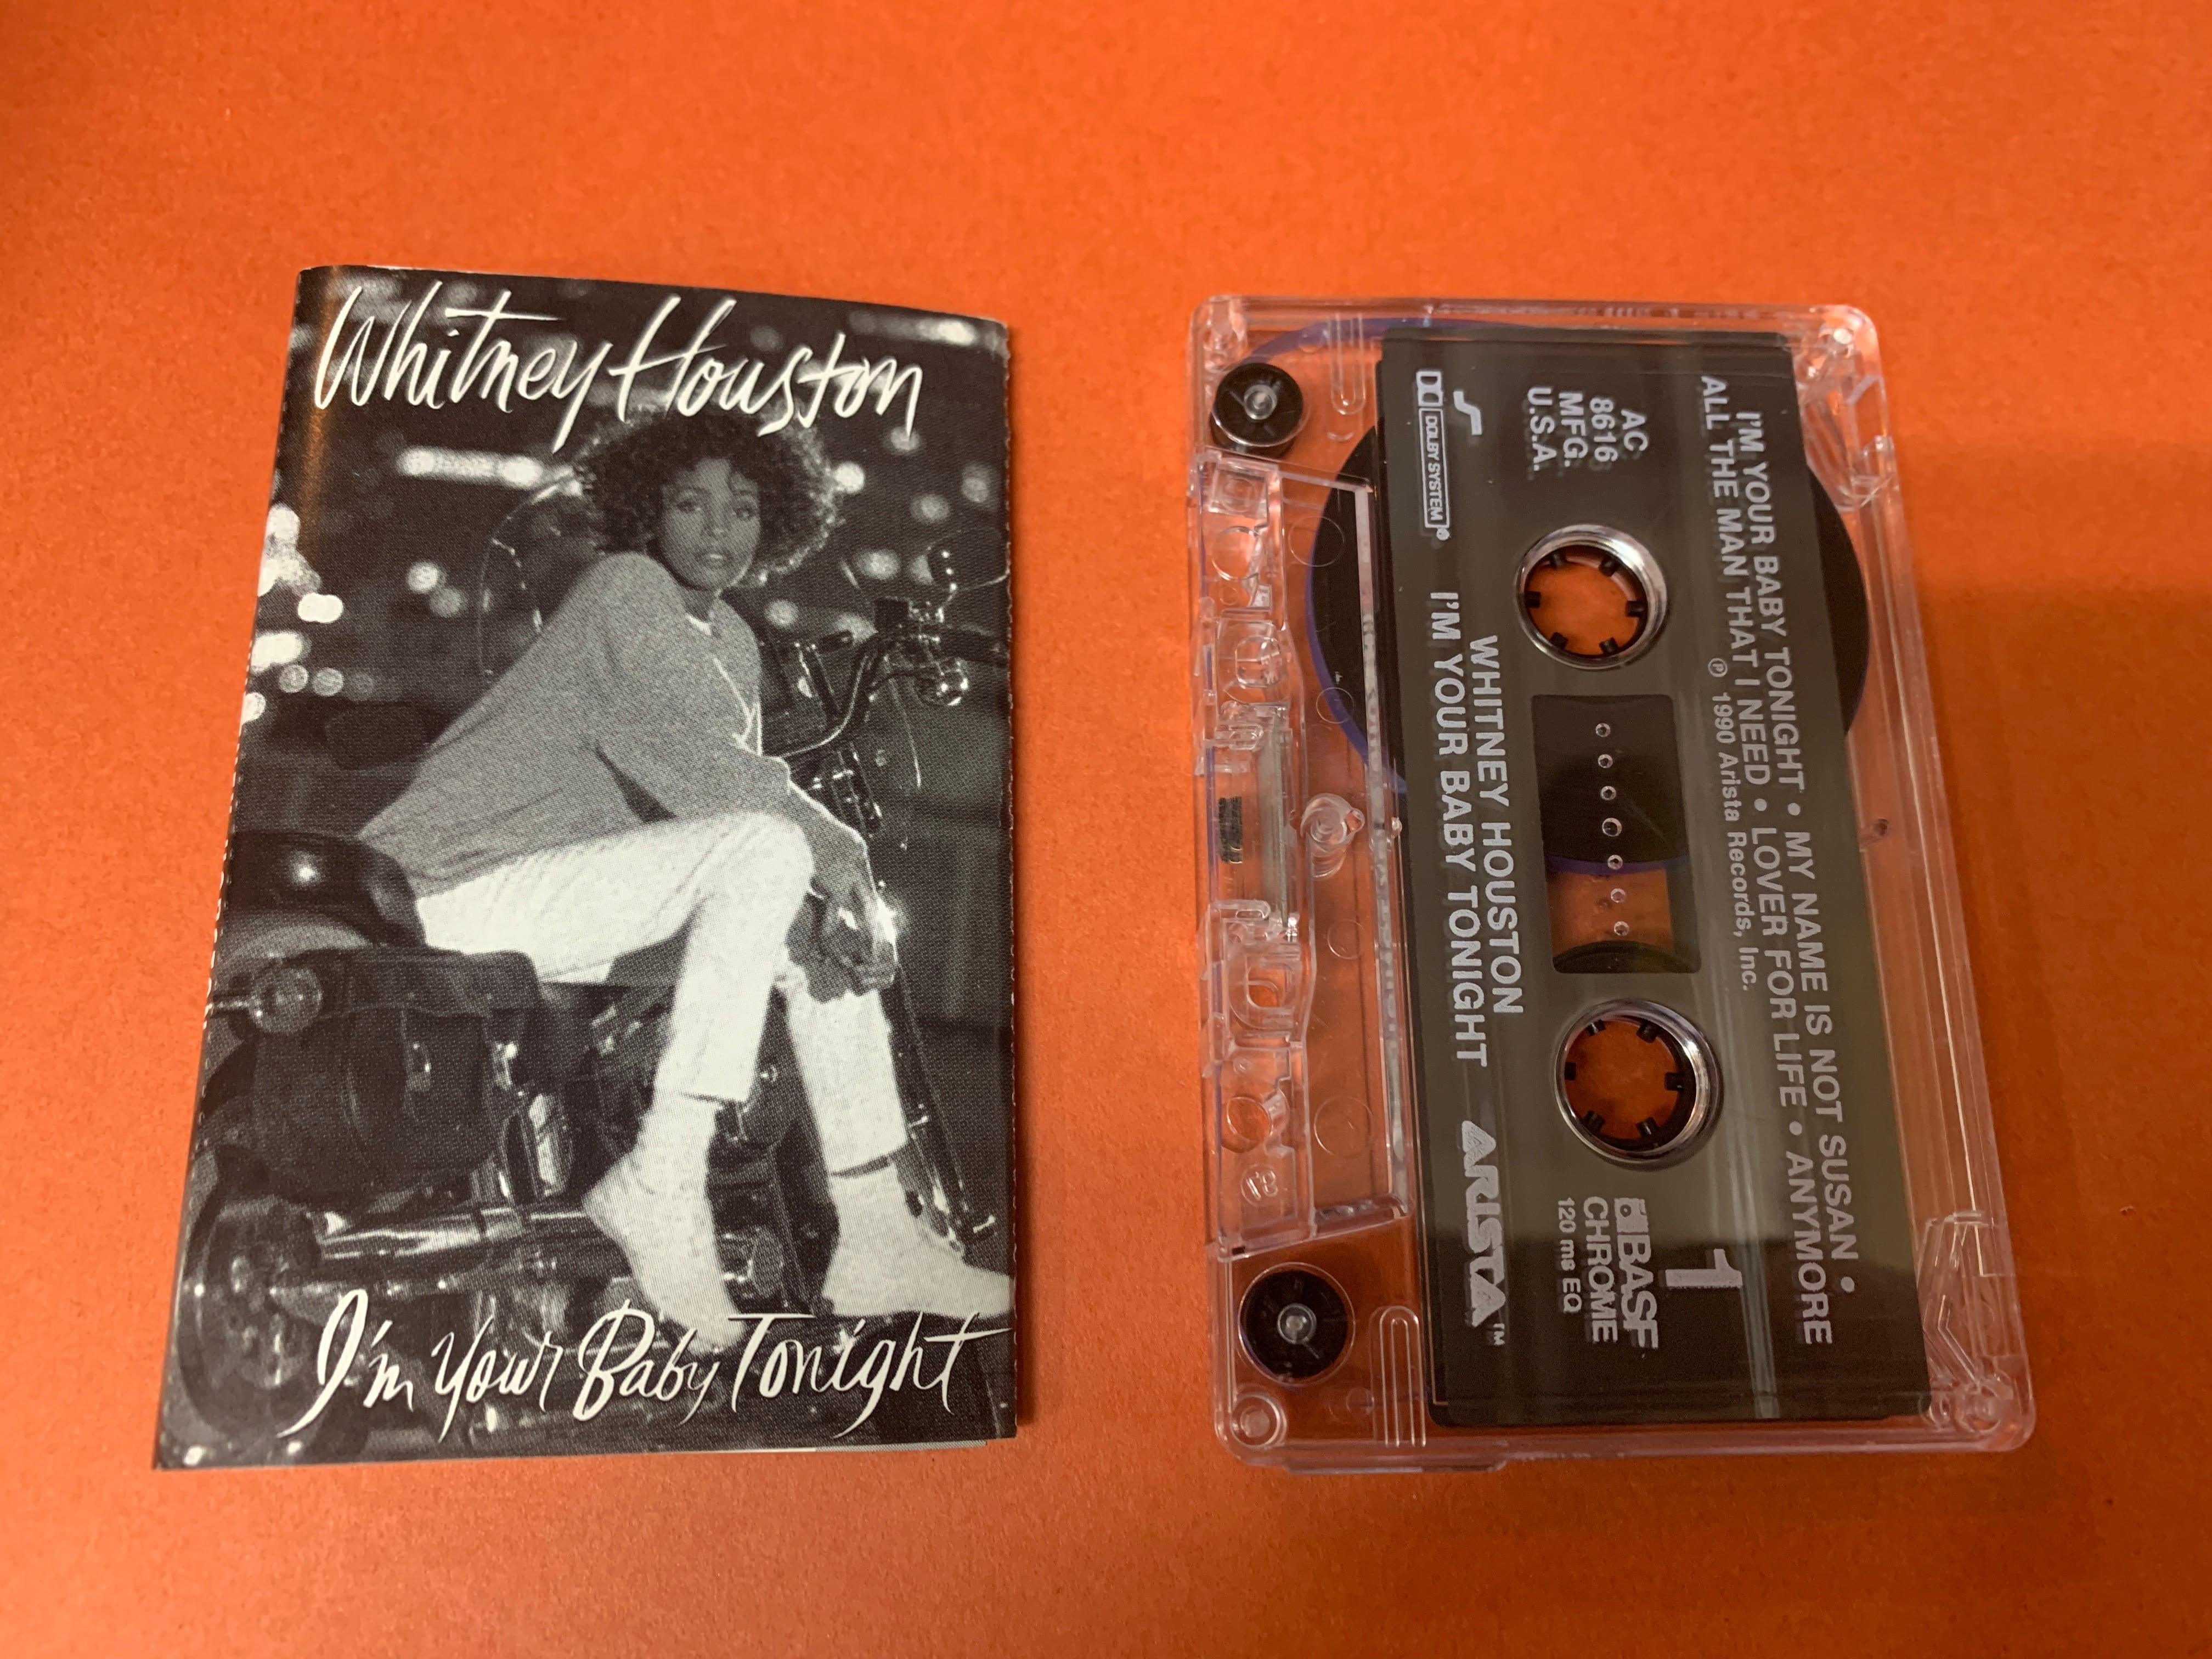 Whitney Houston
I'm Your Baby Tonight
I'M YOUR BABY TONIGHT • MY NAME IS NOT SUSAN •
ALL THE MAN THAT I NEED • LOVER FOR LIFE • ANYMORE
℗ 1990 Arista Records, Inc.
1
AC
8616
MFG.
U.S.A.
BASF
CHROME
120 ms EQ
DOLBY SYSTEM®
WHITNEY HOUSTON
I'M YOUR BABY TONIGHT
ARISTA™